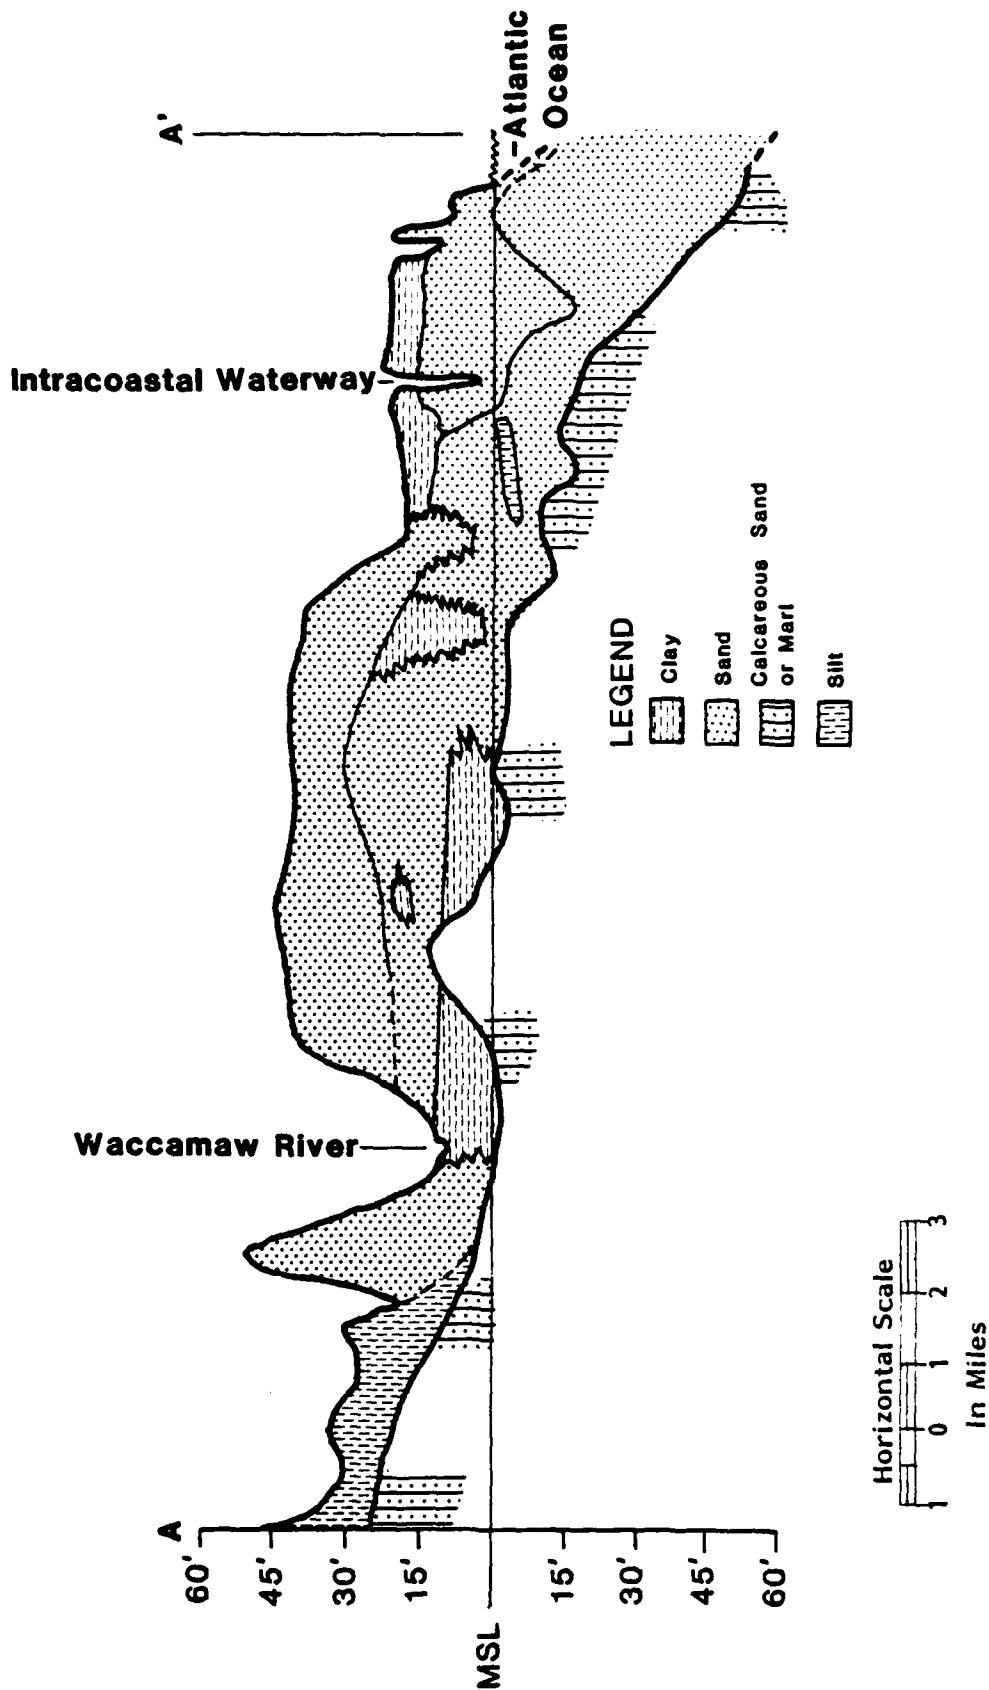 A
A'
60'
45'
30'
15'
MSL
15'
30'
45'
60'
Waccamaw River
Intracoastal Waterway
Atlantic
Ocean
LEGEND
Clay
Sand
Calcareous Sand
or Marl
Silt
Horizontal Scale
1 0 1 2 3
In Miles